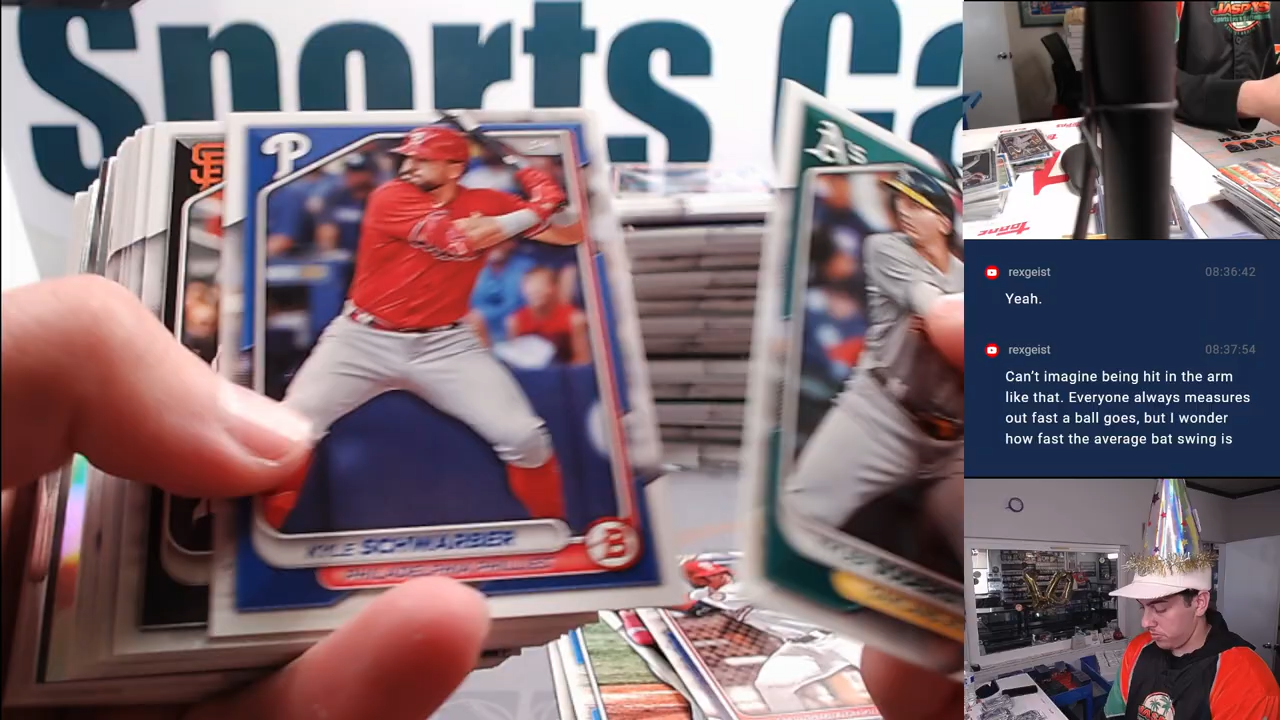 Sports Ca
P
SF
A's
KYLE SCHWARBER
PHILADELPHIA PHILLIES
B
JASPYS
rexgeist 08:36:42
Yeah.
rexgeist 08:37:54
Can't imagine being hit in the arm
like that. Everyone always measures
out fast a ball goes, but I wonder
how fast the average bat swing is